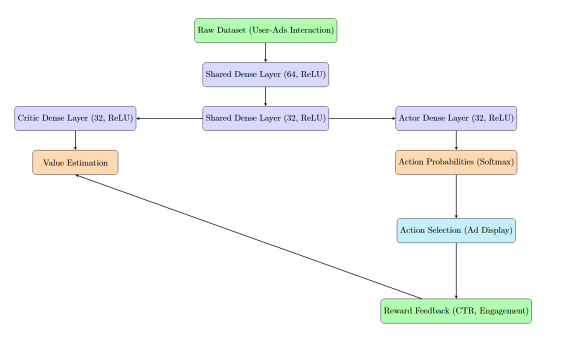 Raw Dataset (User-Ads Interaction)
Shared Dense Layer (64, ReLU)
Critic Dense Layer (32, ReLU)
Shared Dense Layer (32, ReLU)
Actor Dense Layer (32, ReLU)
Value Estimation
Action Probabilities (Softmax)
Action Selection (Ad Display)
Reward Feedback (CTR, Engagement)